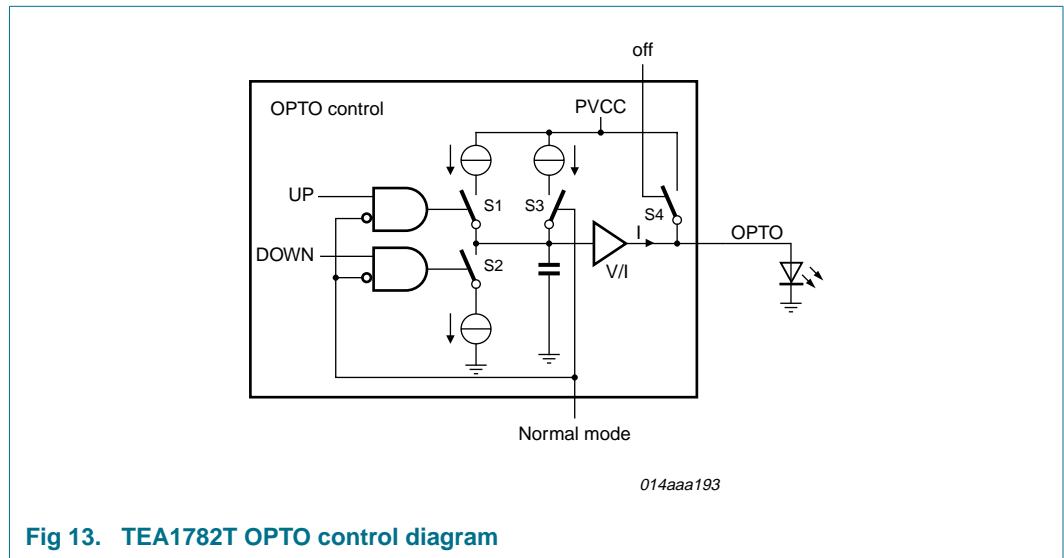 off
OPTO control
PVCC
UP
S1
S3
S4
I
OPTO
DOWN
S2
V/I
Normal mode
014aaa193
Fig 13. TEA1782T OPTO control diagram